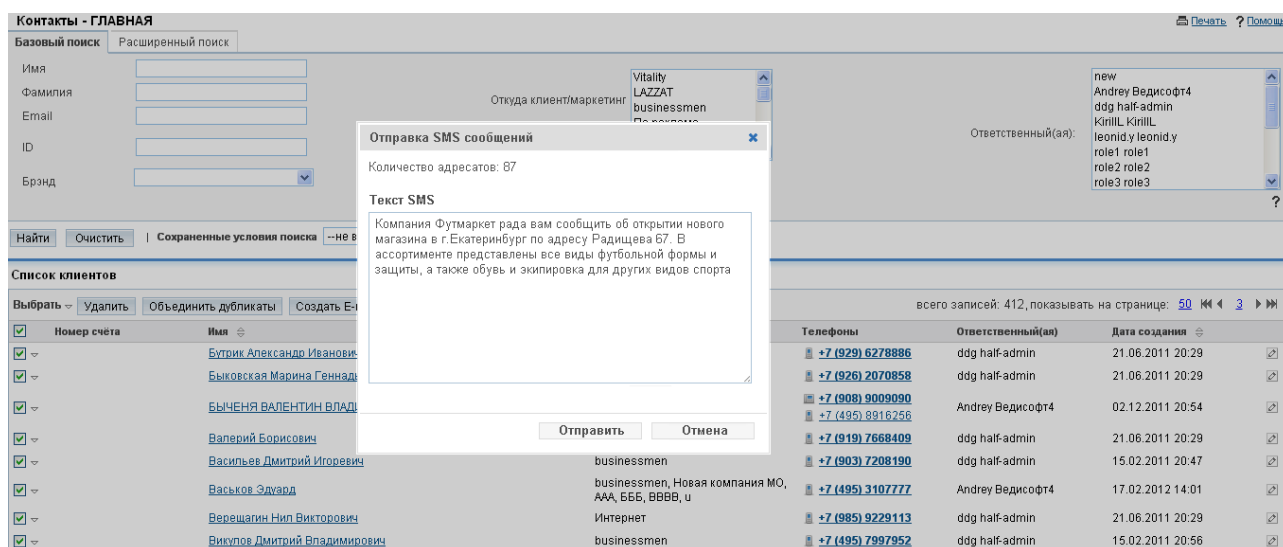 Контакты - ГЛАВНАЯ
Печать ? Помощь
Базовый поиск Расширенный поиск
Имя
Фамилия
Email
ID
Брэнд
Откуда клиент/маркетинг
Vitality
LAZZAT
businessmen
По рекламе
Ответственный(ая):
new
Andrey Ведисофт4
ddg half-admin
KirillL KirillL
leonid.y leonid.y
role1 role1
role2 role2
role3 role3
?
Найти Очистить | Сохраненные условия поиска --не в
Отправка SMS сообщений
Количество адресатов: 87
Текст SMS
Компания Футмаркет рада вам сообщить об открытии нового
магазина в г.Екатеринбург по адресу Радищева 67. В
ассортименте представлены все виды футбольной формы и
защиты, а также обувь и экипировка для других видов спорта
Отправить Отмена
Список клиентов
Выбрать Удалить Объединить дубликаты Создать E-
всего записей: 412, показывать на странице: 50 3
Номер счёта Имя Телефоны Ответственный(ая) Дата создания
Бутрик Александр Иванович +7 (929) 6278886 ddg half-admin 21.06.2011 20:29
Быковская Марина Геннадь +7 (926) 2070858 ddg half-admin 21.06.2011 20:29
БЫЧЕНЯ ВАЛЕНТИН ВЛАДИ +7 (908) 9009090 Andrey Ведисофт4 02.12.2011 20:54
+7 (495) 8916256
Валерий Борисович +7 (919) 7668409 ddg half-admin 21.06.2011 20:29
Васильев Дмитрий Игоревич businessmen +7 (903) 7208190 ddg half-admin 15.02.2011 20:47
Васьков Эдуард businessmen, Новая компания МО, +7 (495) 3107777 Andrey Ведисофт4 17.02.2012 14:01
ААА, БББ, ВВВВ, u
Верещагин Нил Викторович Интернет +7 (985) 9229113 ddg half-admin 21.06.2011 20:29
Викулов Дмитрий Владимирович businessmen +7 (495) 7997952 ddg half-admin 15.02.2011 20:56